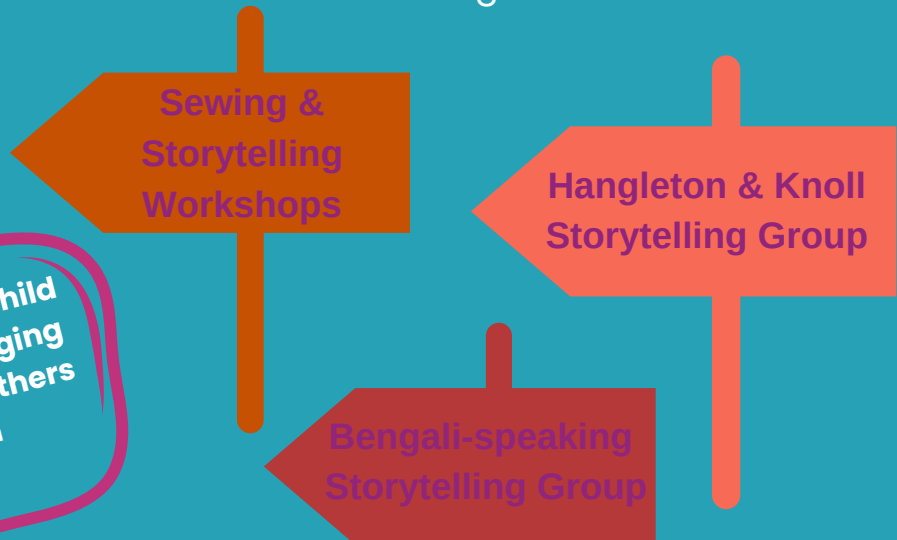 Sewing &
Storytelling
Workshops
Hangleton & Knoll
Storytelling Group
Bengali-speaking
Storytelling Group